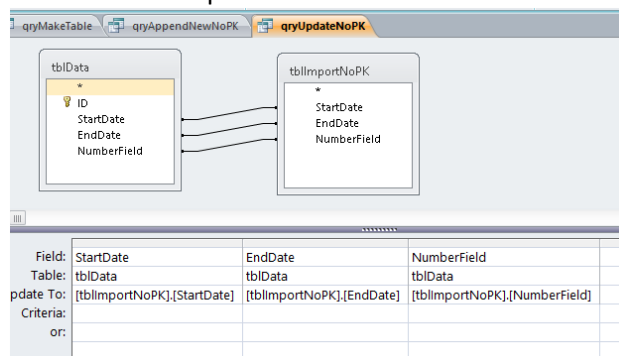 qryMakeTable qryAppendNewNoPK qryUpdateNoPK
tblData
*
ID
StartDate
EndDate
NumberField
tblImportNoPK
*
StartDate
EndDate
NumberField
Field: StartDate EndDate NumberField
Table: tblData tblData tblData
pdate To: [tblImportNoPK].[StartDate] [tblImportNoPK].[EndDate] [tblImportNoPK].[NumberField]
Criteria:
or: